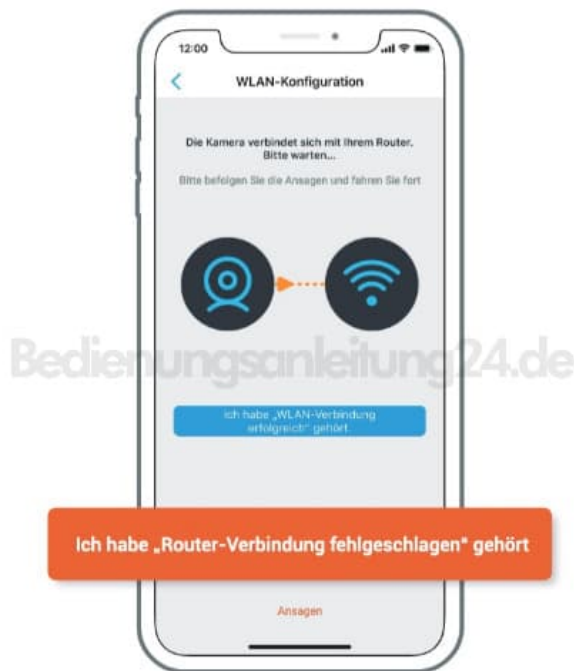 12:00
WLAN-Konfiguration
Die Kamera verbindet sich mit Ihrem Router.
Bitte warten...
Bitte befolgen Sie die Ansagen und fahren Sie fort
Bedienungsanleitung24.de
Ich habe „WLAN-Verbindung
erfolgreich" gehört.
Ich habe „Router-Verbindung fehlgeschlagen" gehört
Ansagen